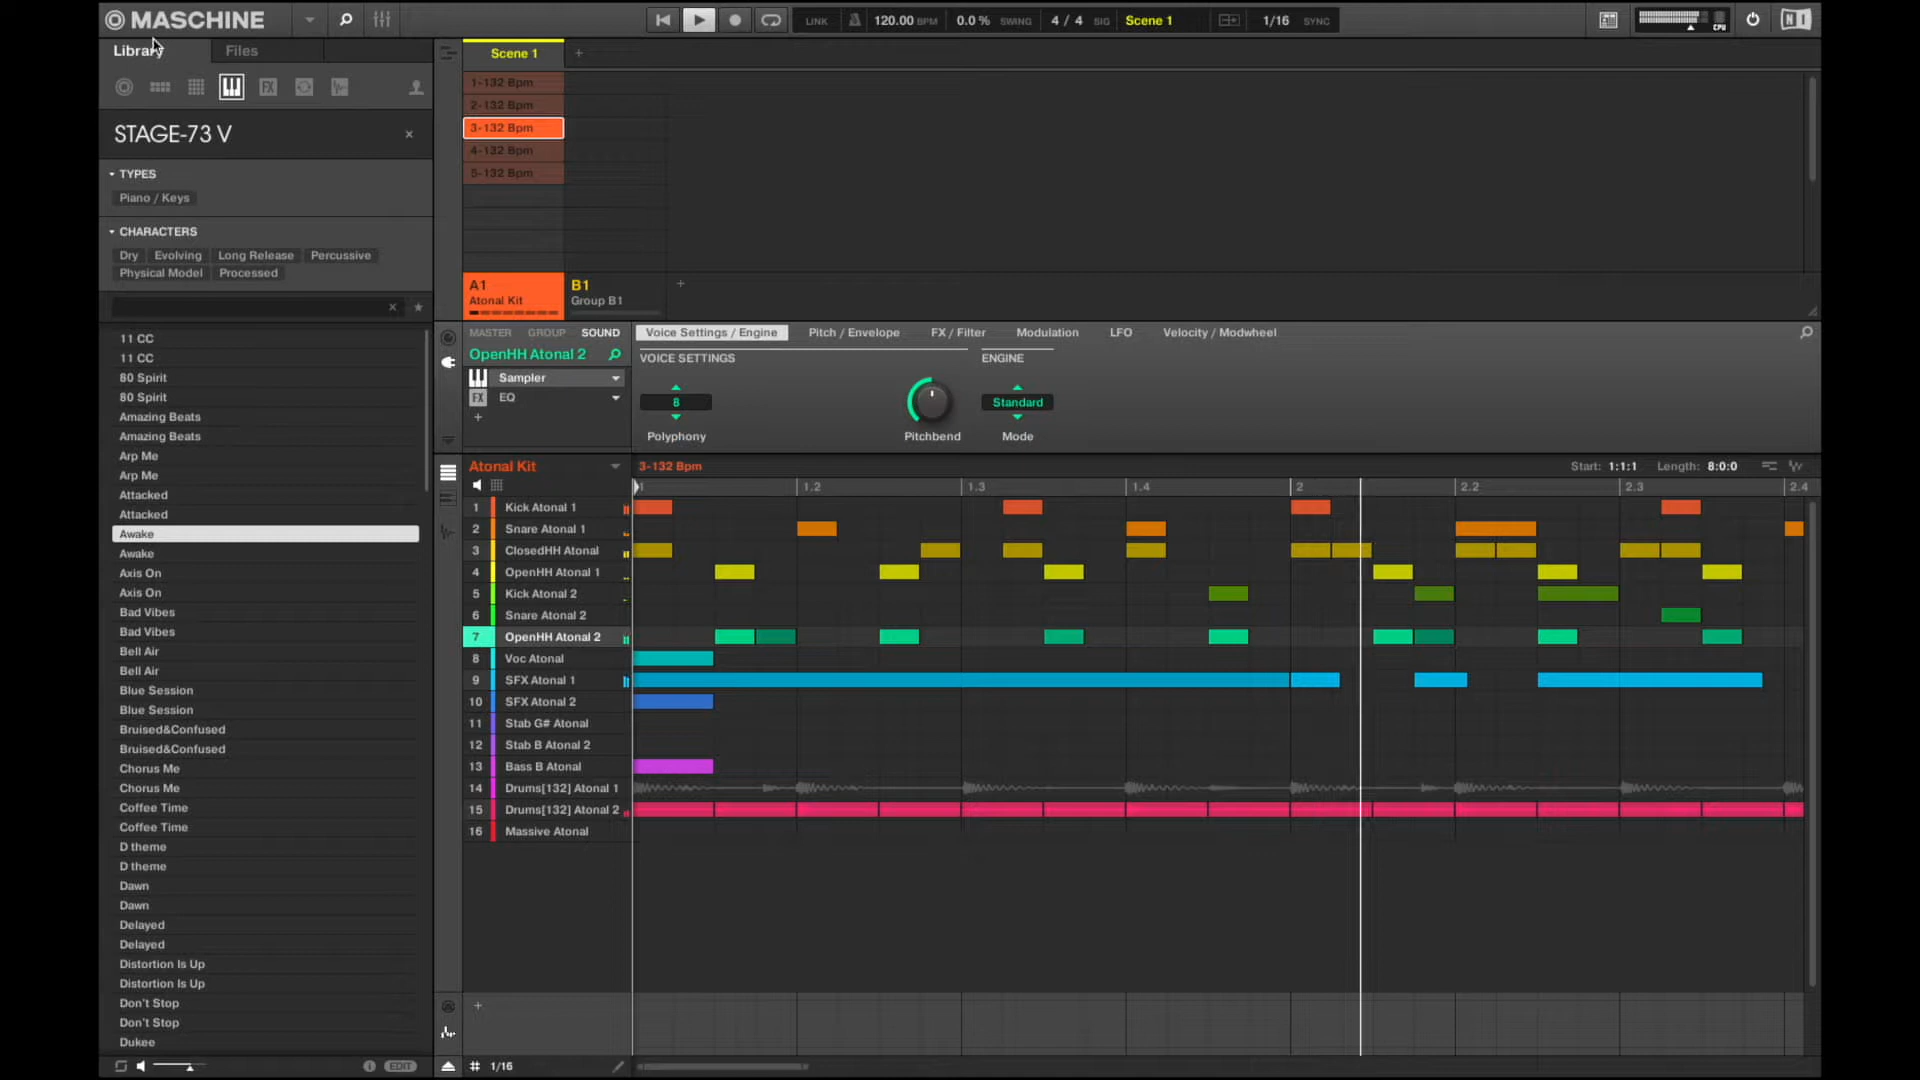 MASCHINE
LINK 120.00 BPM 0.0 % SWING 4 / 4 SIG Scene 1 1/16 SYNC
CPU
Library Files
FX
STAGE-73 V
TYPES
Piano / Keys
CHARACTERS
Dry Evolving Long Release Percussive
Physical Model Processed
11 CC
11 CC
80 Spirit
80 Spirit
Amazing Beats
Amazing Beats
Arp Me
Arp Me
Attacked
Attacked
Awake
Awake
Axis On
Axis On
Bad Vibes
Bad Vibes
Bell Air
Bell Air
Blue Session
Blue Session
Bruised&Confused
Bruised&Confused
Chorus Me
Chorus Me
Coffee Time
Coffee Time
D theme
D theme
Dawn
Dawn
Delayed
Delayed
Distortion Is Up
Distortion Is Up
Don't Stop
Don't Stop
Dukee
EDIT
Scene 1
1-132 Bpm
2-132 Bpm
3-132 Bpm
4-132 Bpm
5-132 Bpm
A1 B1
Atonal Kit Group B1
MASTER GROUP SOUND Voice Settings / Engine Pitch / Envelope FX / Filter Modulation LFO Velocity / Modwheel
OpenHH Atonal 2 VOICE SETTINGS ENGINE
Sampler
FX EQ 8 Standard
Polyphony Pitchbend Mode
Atonal Kit 3-132 Bpm Start: 1:1:1 Length: 8:0:0
1 1.2 1.3 1.4 2 2.2 2.3 2.4
1 Kick Atonal 1
2 Snare Atonal 1
3 ClosedHH Atonal
4 OpenHH Atonal 1
5 Kick Atonal 2
6 Snare Atonal 2
7 OpenHH Atonal 2
8 Voc Atonal
9 SFX Atonal 1
10 SFX Atonal 2
11 Stab G# Atonal
12 Stab B Atonal 2
13 Bass B Atonal
14 Drums[132] Atonal 1
15 Drums[132] Atonal 2
16 Massive Atonal
1/16